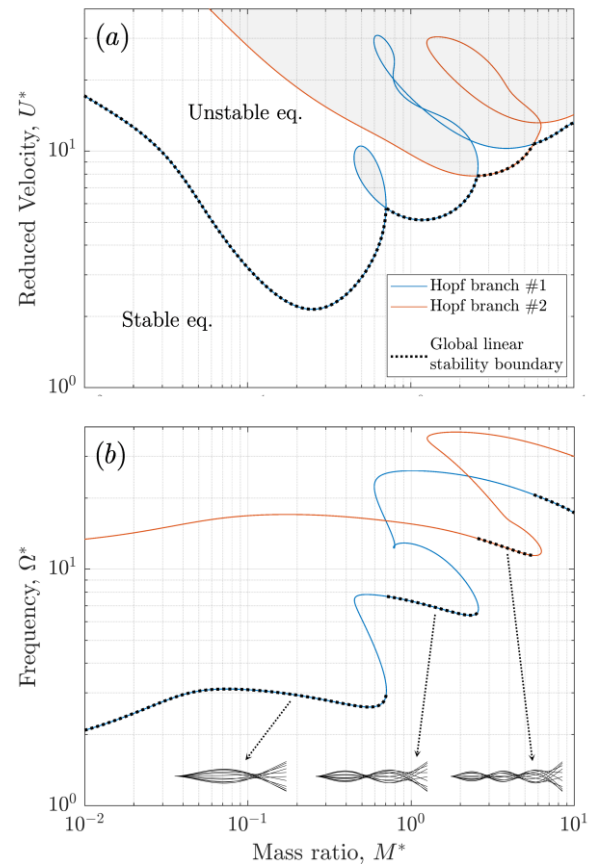 (a)
Unstable eq.
Stable eq.
Reduced Velocity, U*
10^1
10^0
Hopf branch #1
Hopf branch #2
Global linear
stability boundary
(b)
Frequency, Ω*
10^1
10^0
10^-2
10^-1
10^0
10^1
Mass ratio, M*